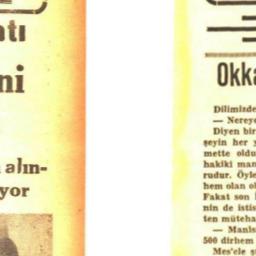 atı
ni
alın-
yor
Okka
Dilimizde
— Nereye
Diyen bir
şeyin her y
mette oldu
hakiki man
rudur. Öyle
hem olan ol
Fakat son
nin de istis
ten müteha
— Manis
500 dirhem
Mes'ele ş